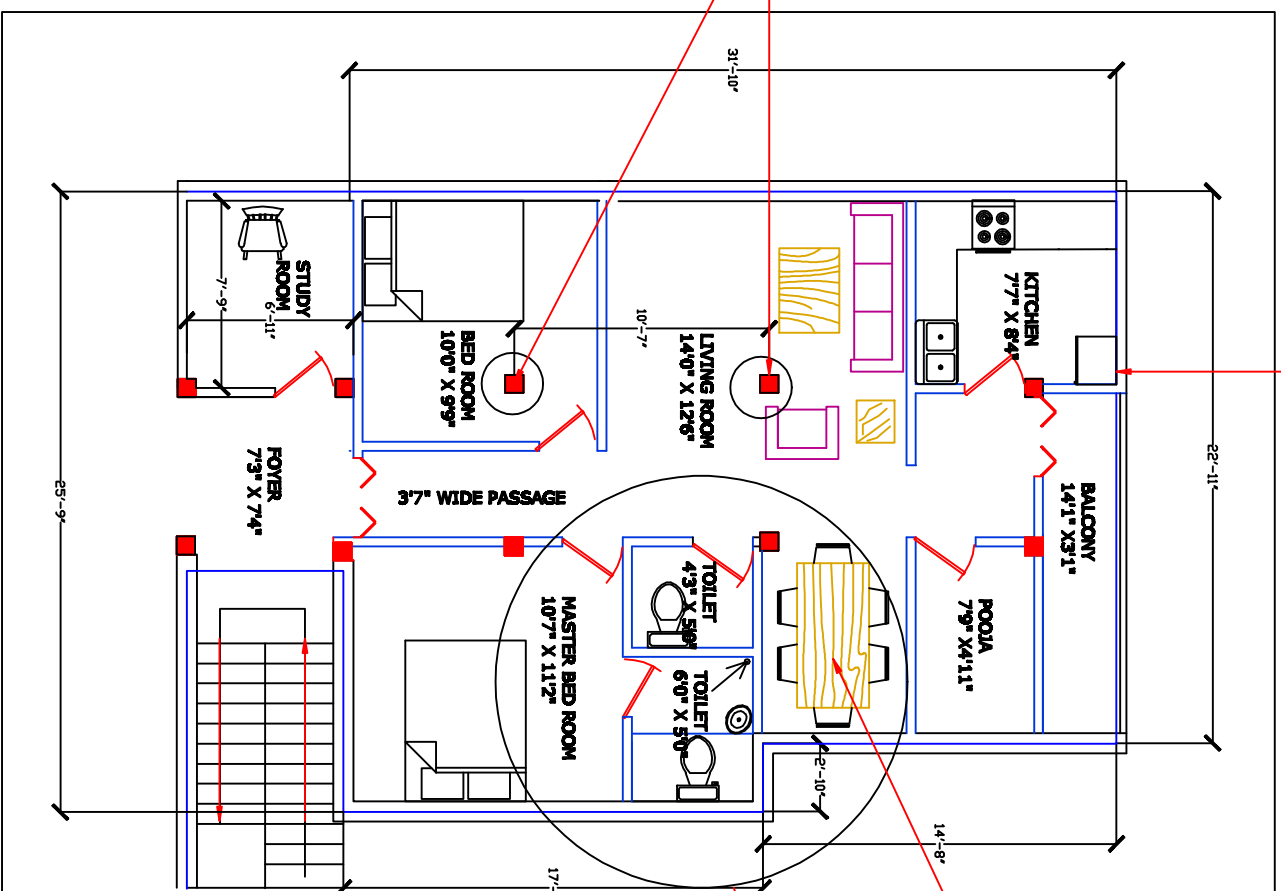 31'-10"
STUDY
ROOM
7'-9"
6'-11"
BED ROOM
10'0" X 9'9"
10'-7"
LIVING ROOM
14'0" X 12'6"
KITCHEN
7'7" X 8'4"
22'-11"
25'-9"
FOYER
7'3" X 7'4"
3'7" WIDE PASSAGE
BALCONY
14'1" X3'1"
TOILET
4'3" X
POOJA
7'9" X4'11"
MASTER BED ROOM
10'7" X 11'2"
TOILET
6'0" X 5'0"
2'-10"
14'-8"
17'-